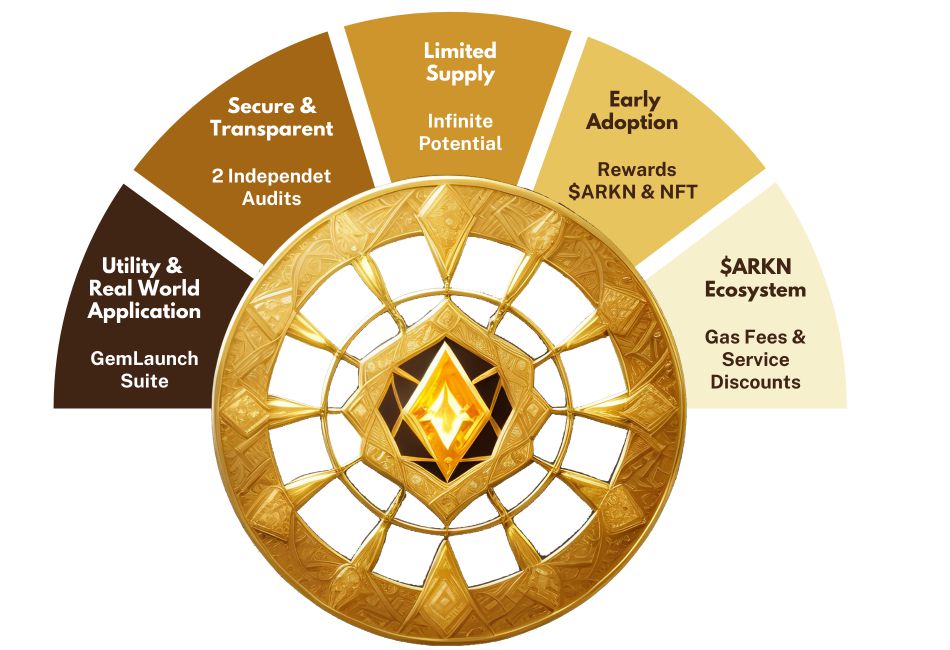 Utility &
Real World
Application
GemLaunch
Suite
Secure &
Transparent
2 Independet
Audits
Limited
Supply
Infinite
Potential
Early
Adoption
Rewards
$ARKN & NFT
$ARKN
Ecosystem
Gas Fees &
Service
Discounts